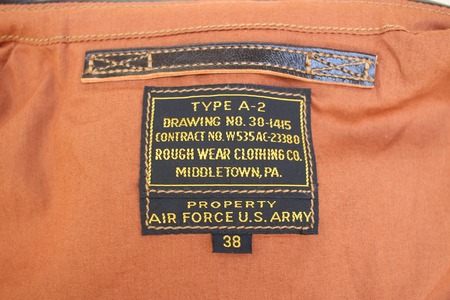 TYPE A-2
DRAWING NO. 30-1415
CONTRACT NO. W535AC-23380
ROUGH WEAR CLOTHING CO.
MIDDLETOWN, PA.
PROPERTY
AIR FORCE U.S. ARMY
38